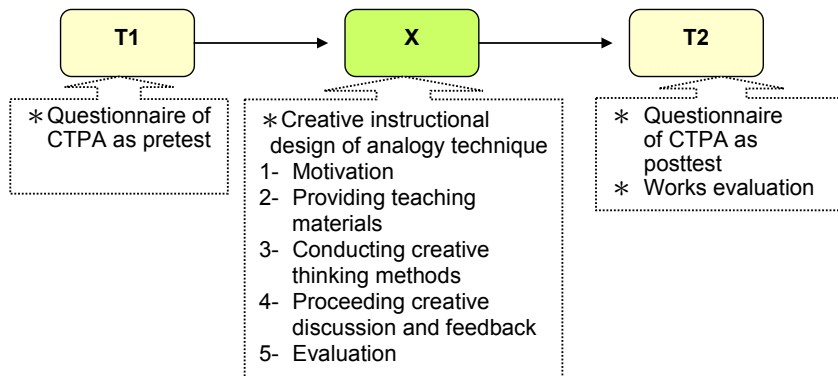 T1
X
T2
＊Questionnaire of
CTPA as pretest
＊Creative instructional
design of analogy technique
1- Motivation
2- Providing teaching
materials
3- Conducting creative
thinking methods
4- Proceeding creative
discussion and feedback
5- Evaluation
＊ Questionnaire
of CTPA as
posttest
＊ Works evaluation